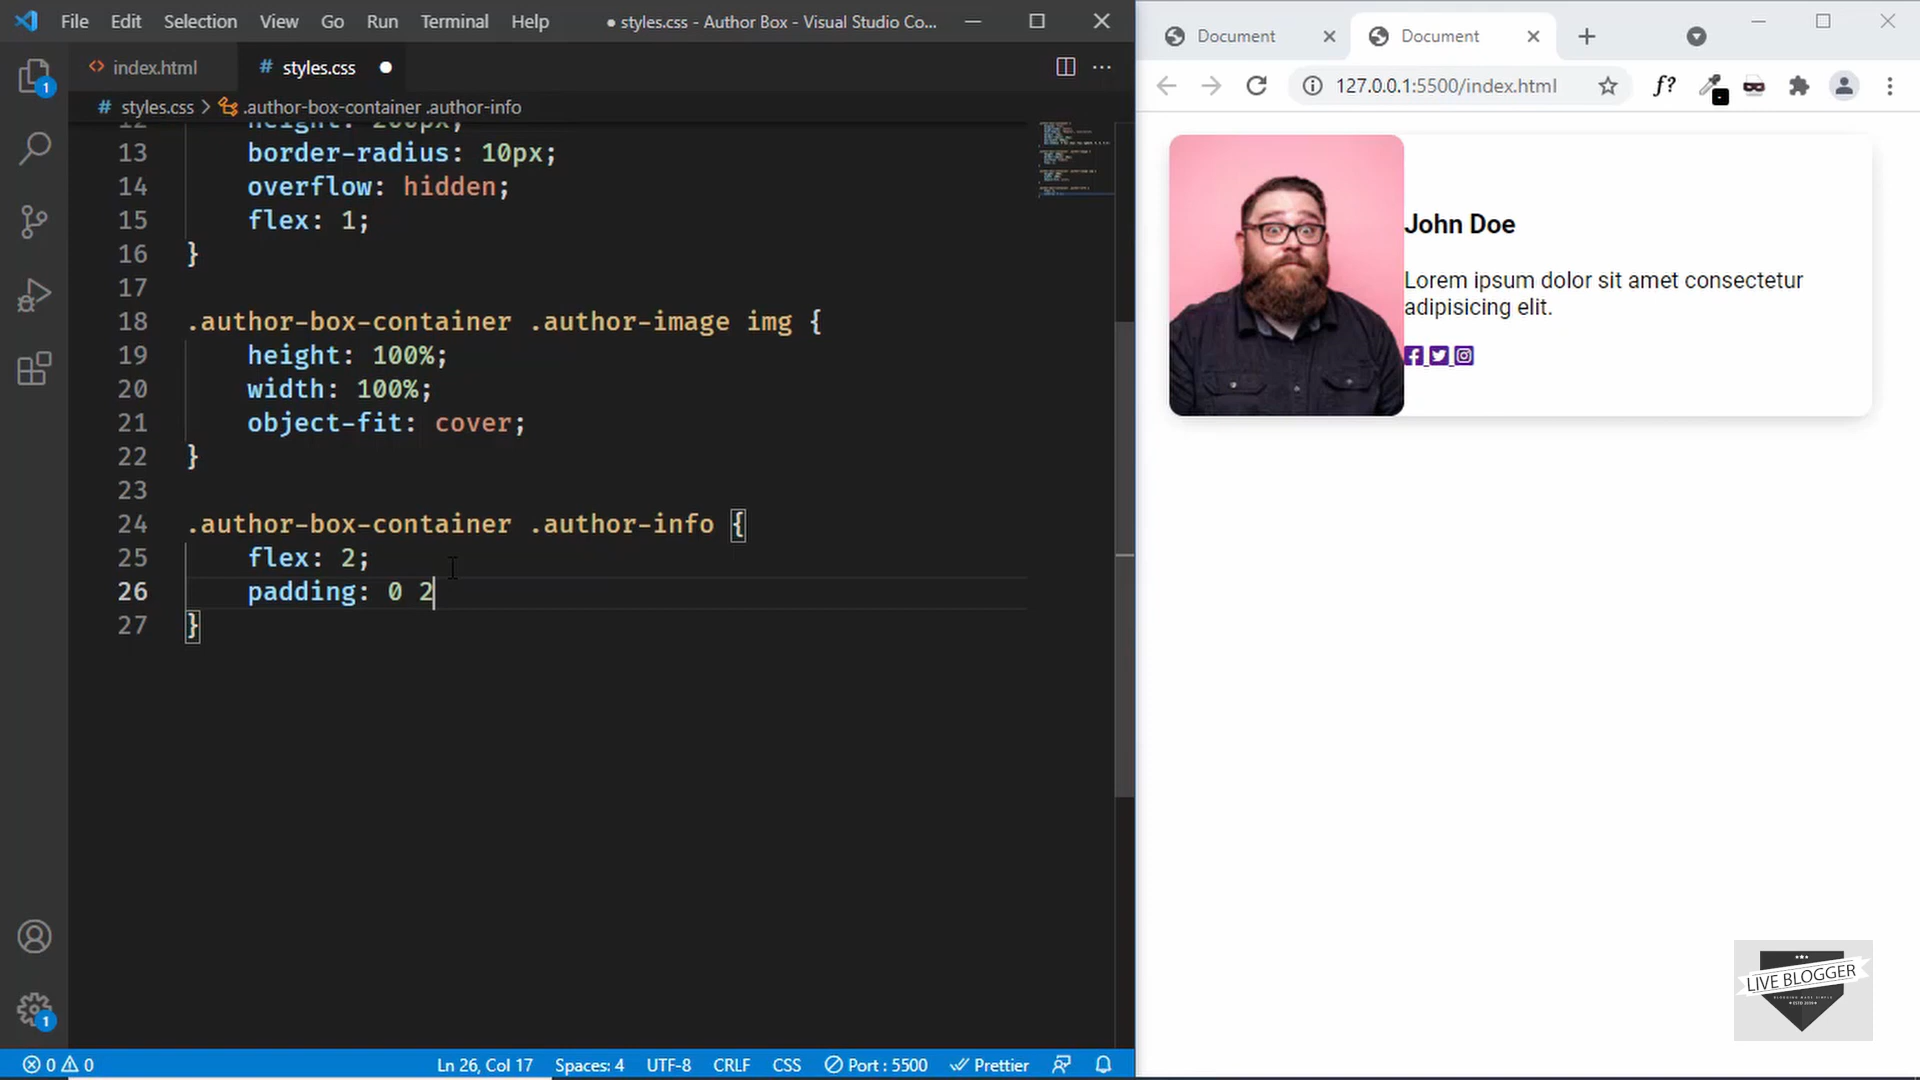 File Edit Selection View Go Run Terminal Help ● styles.css - Author Box - Visual Studio Co...
index.html
# styles.css ●
# styles.css > .author-box-container .author-info
12 height: 200px;
13 border-radius: 10px;
14 overflow: hidden;
15 flex: 1;
16 }
17
18 .author-box-container .author-image img {
19 height: 100%;
20 width: 100%;
21 object-fit: cover;
22 }
23
24 .author-box-container .author-info {
25 flex: 2;
26 padding: 0 2
27 }
1
1
0 0
Ln 26, Col 17 Spaces: 4 UTF-8 CRLF CSS Port : 5500 Prettier
Document Document
127.0.0.1:5500/index.html
f?
John Doe
Lorem ipsum dolor sit amet consectetur
adipisicing elit.
LIVE BLOGGER